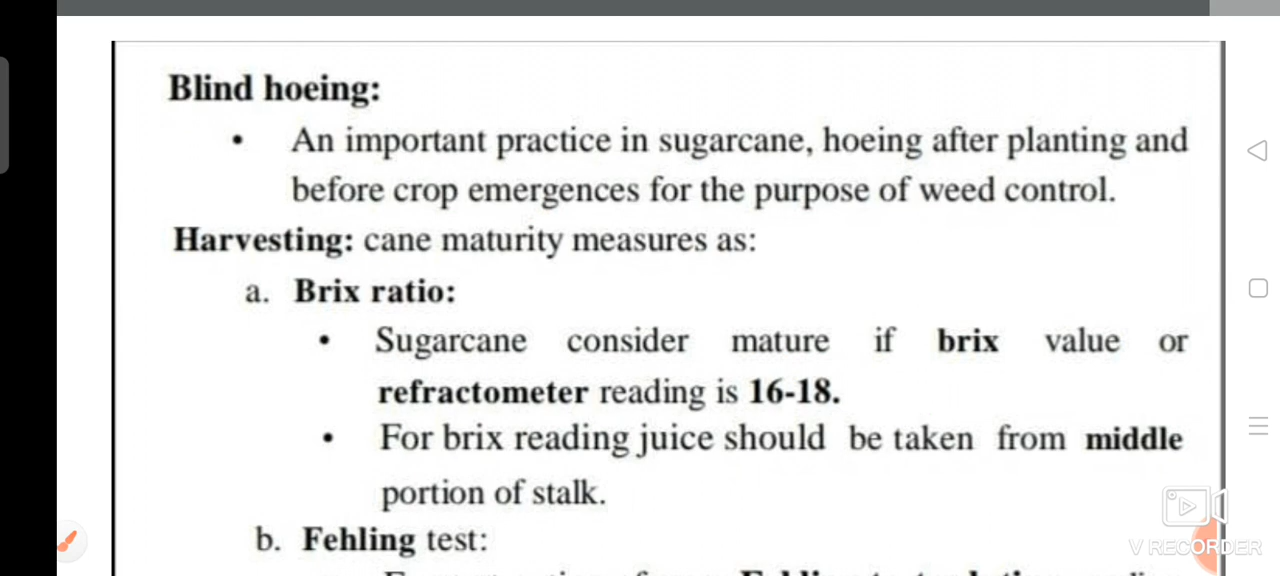 Blind hoeing:
• An important practice in sugarcane, hoeing after planting and
before crop emergences for the purpose of weed control.
Harvesting: cane maturity measures as:
a. Brix ratio:
• Sugarcane consider mature if brix value or
refractometer reading is 16-18.
• For brix reading juice should be taken from middle
portion of stalk.
b. Fehling test:
V RECORDER